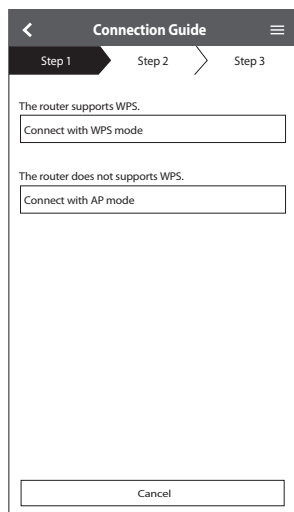 Connection Guide
Step 1 Step 2 Step 3
The router supports WPS.
Connect with WPS mode
The router does not supports WPS.
Connect with AP mode
Cancel